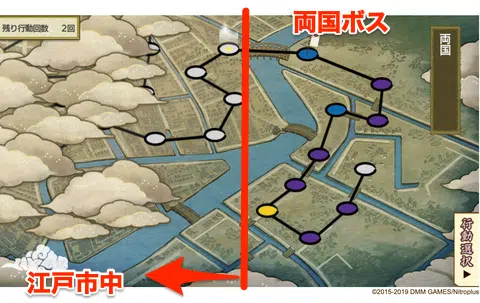 残り行動回数 2回
両国ボス
両国
江戸市中
行動選択
©2015-2019 DMM GAMES/Nitroplus